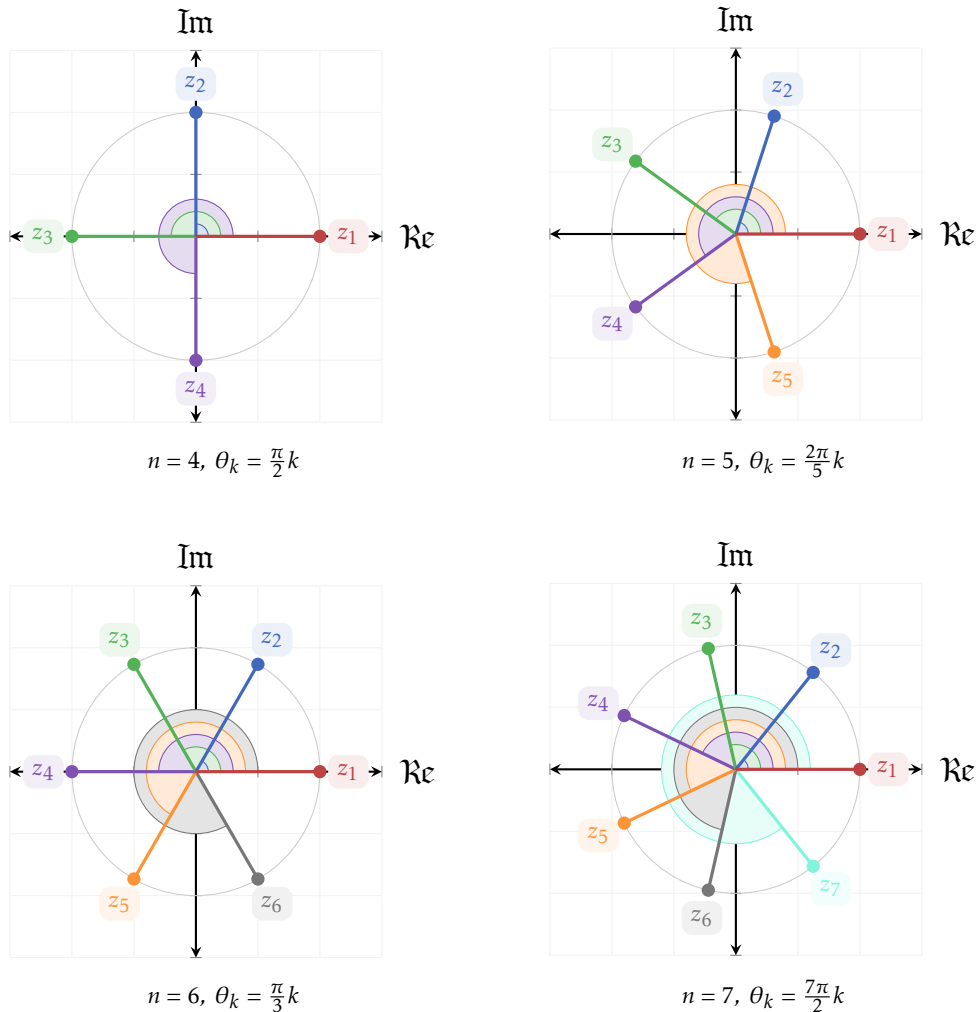 ℑ𝔪
ℑ𝔪
z₂
z₂
z₃
z₃
z₁
ℜ𝔢
z₁
ℜ𝔢
z₄
z₄
z₅
n = 4, θₖ = π/2 k
n = 5, θₖ = 2π/5 k
ℑ𝔪
ℑ𝔪
z₃
z₂
z₃
z₂
z₄
z₄
z₁
ℜ𝔢
z₁
ℜ𝔢
z₅
z₅
z₆
z₆
z₇
n = 6, θₖ = π/3 k
n = 7, θₖ = 7π/2 k